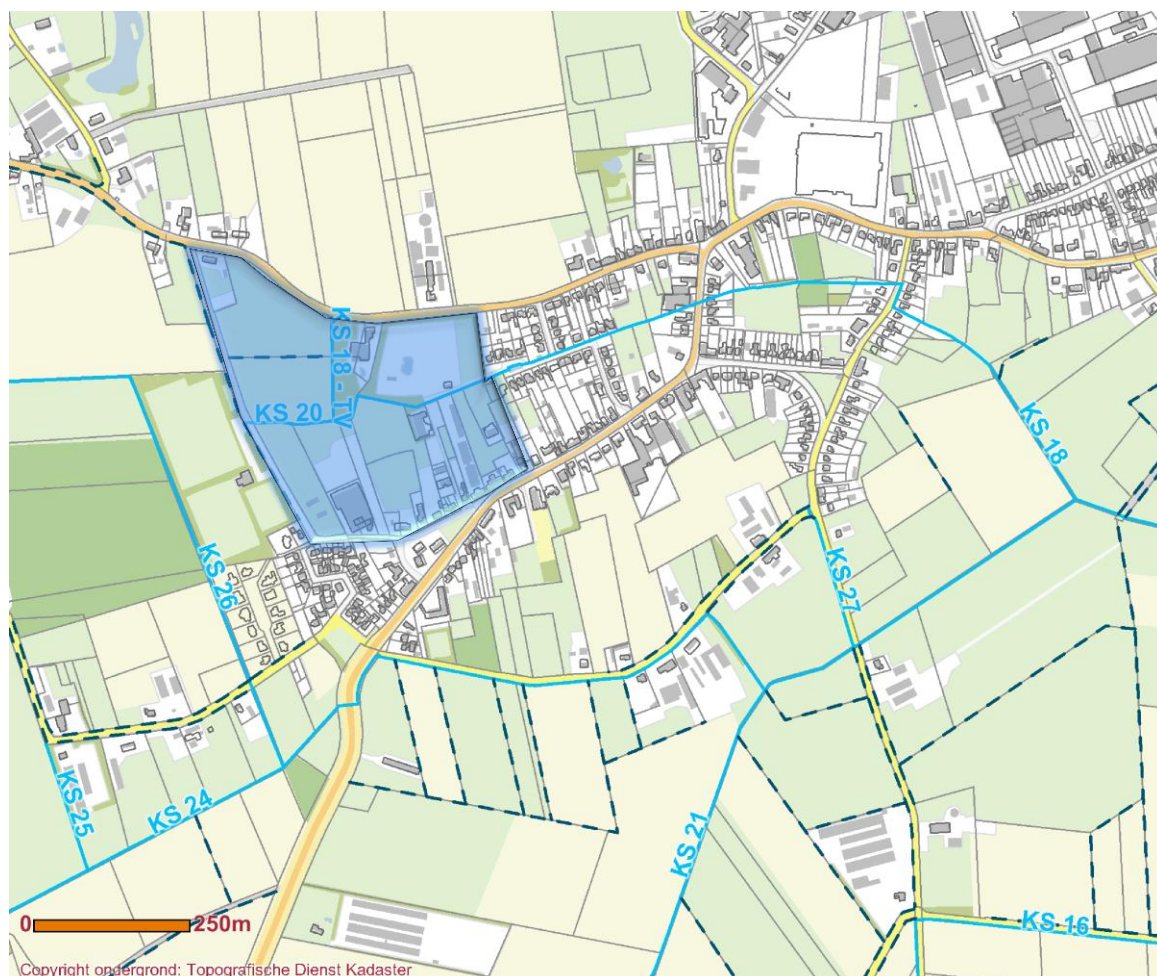 KS 18 - TV
KS 20
KS 18
KS 26
KS 27
KS 25
KS 24
KS 21
KS 16
0 250m
Copyright ondergrond: Topografische Dienst Kadaster